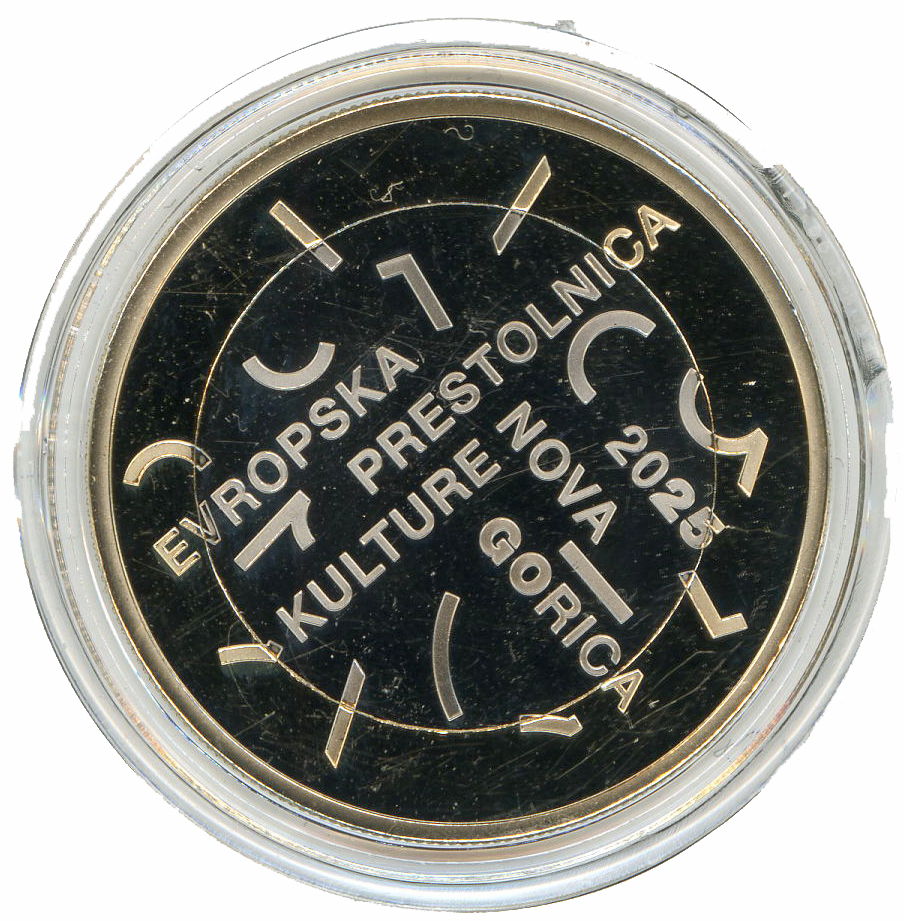 EVROPSKA
PRESTOLNICA
KULTURE
NOVA
GORICA
2025